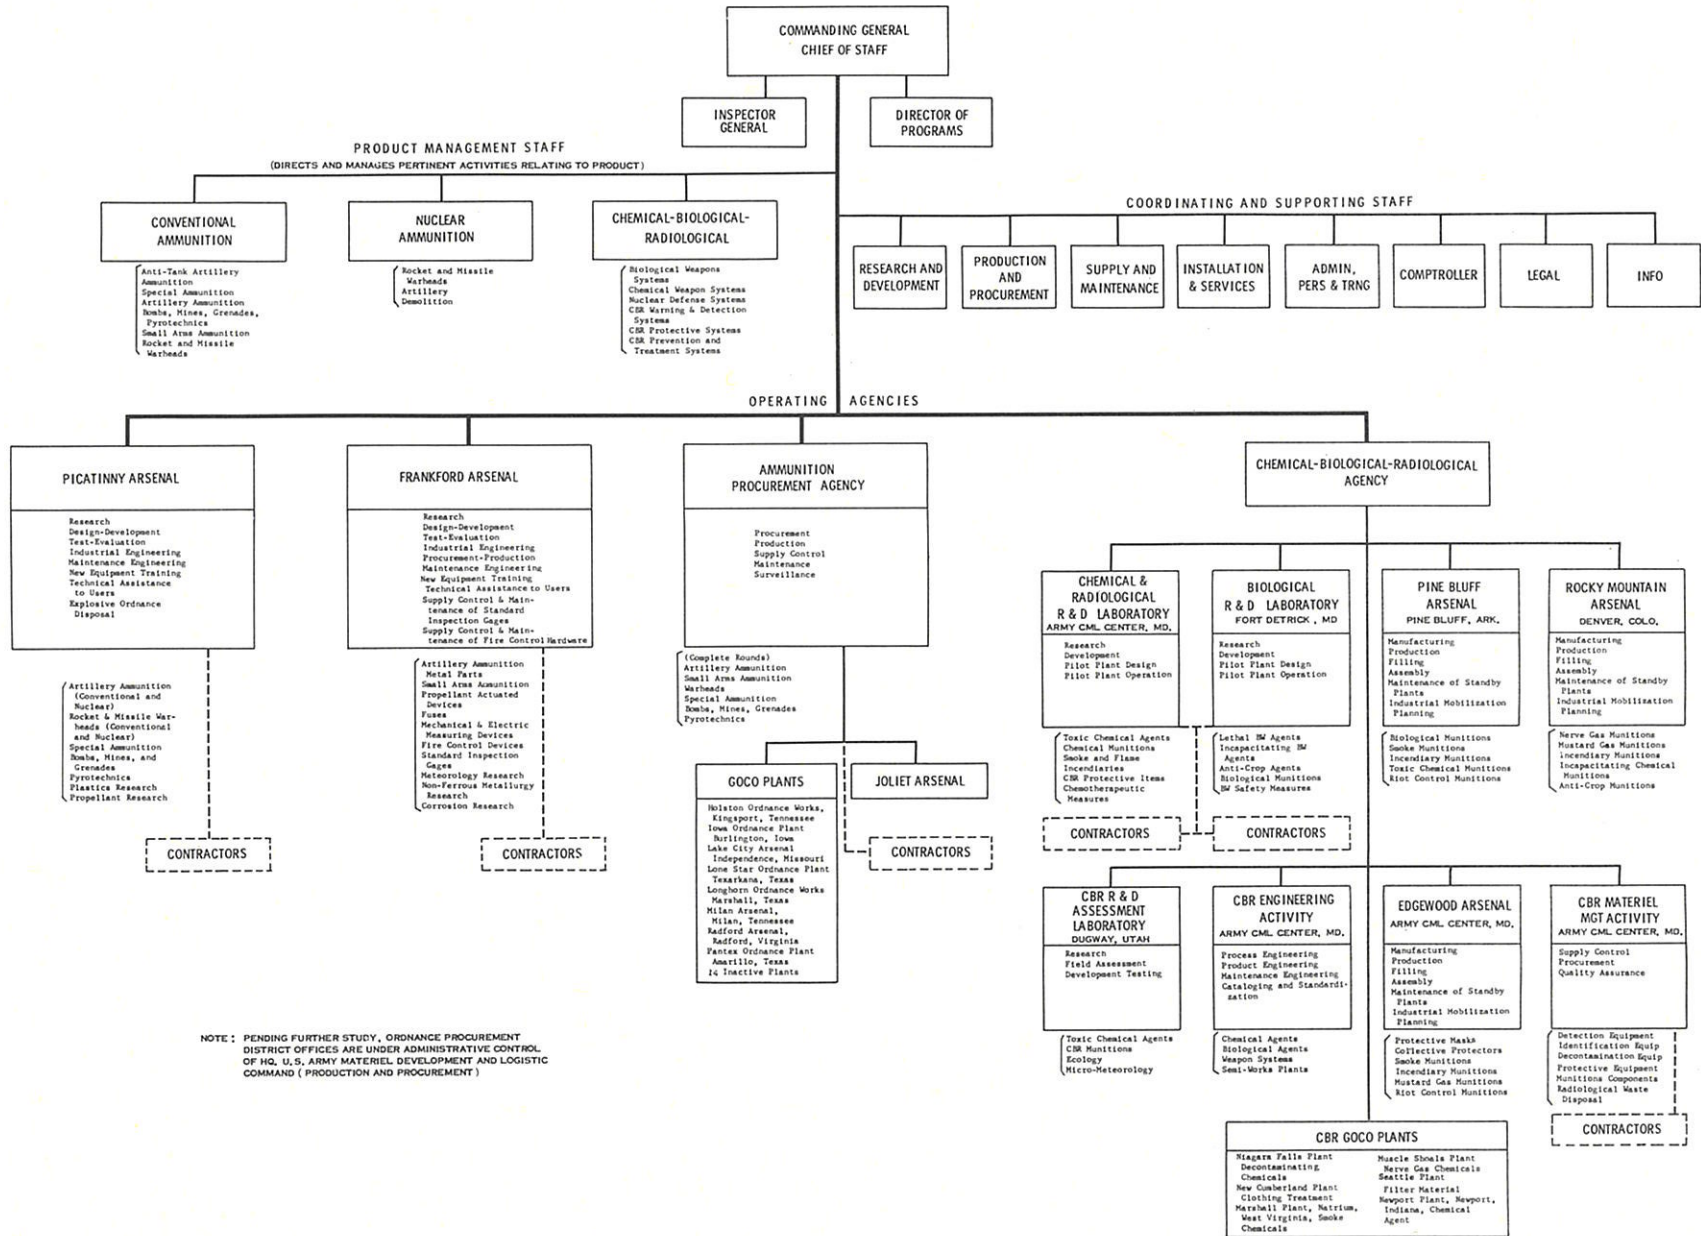 COMMANDING GENERAL
CHIEF OF STAFF
INSPECTOR
GENERAL
DIRECTOR OF
PROGRAMS
PRODUCT MANAGEMENT STAFF
(DIRECTS AND MANAGES PERTINENT ACTIVITIES RELATING TO PRODUCT)
CONVENTIONAL
AMMUNITION
Anti-Tank Artillery
Ammunition
Special Ammunition
Artillery Ammunition
Bombs, Mines, Grenades,
Pyrotechnics
Small Arms Ammunition
Rocket and Missile
Warheads
NUCLEAR
AMMUNITION
Rocket and Missile
Warheads
Artillery
Demolition
CHEMICAL-BIOLOGICAL-
RADIOLOGICAL
Biological Weapons
Systems
Chemical Weapon Systems
Nuclear Defense Systems
CBR Warning & Detection
Systems
CBR Protective Systems
CBR Prevention and
Treatment Systems
COORDINATING AND SUPPORTING STAFF
RESEARCH AND
DEVELOPMENT
PRODUCTION
AND
PROCUREMENT
SUPPLY AND
MAINTENANCE
INSTALLATION
& SERVICES
ADMIN,
PERS & TRNG
COMPTROLLER
LEGAL
INFO
OPERATING AGENCIES
PICATINNY ARSENAL
Research
Design-Development
Test-Evaluation
Industrial Engineering
Maintenance Engineering
New Equipment Training
Technical Assistance
to Users
Explosive Ordnance
Disposal
Artillery Ammunition
(Conventional and
Nuclear)
Rocket & Missile War-
heads (Conventional
and Nuclear)
Special Ammunition
Bombs, Mines, and
Grenades
Pyrotechnics
Plastics Research
Propellant Research
CONTRACTORS
FRANKFORD ARSENAL
Research
Design-Development
Test-Evaluation
Industrial Engineering
Procurement-Production
Maintenance Engineering
New Equipment Training
Technical Assistance to Users
Supply Control & Main-
tenance of Standard
Inspection Gages
Supply Control & Main-
tenance of Fire Control Hardware
Artillery Ammunition
Metal Parts
Small Arms Ammunition
Propellant Actuated
Devices
Fuses
Mechanical & Electric
Measuring Devices
Fire Control Devices
Standard Inspection
Gages
Meteorology Research
Non-Ferrous Metallurgy
Research
Corrosion Research
CONTRACTORS
AMMUNITION
PROCUREMENT AGENCY
Procurement
Production
Supply Control
Maintenance
Surveillance
(Complete Rounds)
Artillery Ammunition
Small Arms Ammunition
Warheads
Special Ammunition
Bombs, Mines, Grenades
Pyrotechnics
GOCO PLANTS
Holston Ordnance Works,
Kingsport, Tennessee
Iowa Ordnance Plant
Burlington, Iowa
Lake City Arsenal
Independence, Missouri
Lone Star Ordnance Plant
Texarkana, Texas
Longhorn Ordnance Works
Marshall, Texas
Milan Arsenal,
Milan, Tennessee
Radford Arsenal,
Radford, Virginia
Pantex Ordnance Plant
Amarillo, Texas
14 Inactive Plants
JOLIET ARSENAL
CONTRACTORS
CHEMICAL-BIOLOGICAL-RADIOLOGICAL
AGENCY
CHEMICAL &
RADIOLOGICAL
R & D LABORATORY
ARMY CML CENTER, MD.
Research
Development
Pilot Plant Design
Pilot Plant Operation
Toxic Chemical Agents
Chemical Munitions
Smoke and Flame
Incendiaries
CBR Protective Items
Chemotherapeutic
Measures
CONTRACTORS
BIOLOGICAL
R & D LABORATORY
FORT DETRICK, MD
Research
Development
Pilot Plant Design
Pilot Plant Operation
Lethal BW Agents
Incapacitating BW
Agents
Anti-Crop Agents
Biological Munitions
BW Safety Measures
CONTRACTORS
PINE BLUFF
ARSENAL
PINE BLUFF, ARK.
Manufacturing
Production
Filling
Assembly
Maintenance of Standby
Plants
Industrial Mobilization
Planning
Biological Munitions
Smoke Munitions
Incendiary Munitions
Toxic Chemical Munitions
Riot Control Munitions
ROCKY MOUNTAIN
ARSENAL
DENVER, COLO.
Manufacturing
Production
Filling
Assembly
Maintenance of Standby
Plants
Industrial Mobilization
Planning
Nerve Gas Munitions
Mustard Gas Munitions
Incendiary Munitions
Incapacitating Chemical
Munitions
Anti-Crop Munitions
CBR R & D
ASSESSMENT
LABORATORY
DUGWAY, UTAH
Research
Field Assessment
Development Testing
Toxic Chemical Agents
CBR Munitions
Ecology
Micro-Meteorology
CBR ENGINEERING
ACTIVITY
ARMY CML CENTER, MD.
Process Engineering
Product Engineering
Maintenance Engineering
Cataloging and Standardi-
zation
Chemical Agents
Biological Agents
Weapon Systems
Semi-Works Plants
EDGEWOOD ARSENAL
ARMY CML CENTER, MD.
Manufacturing
Production
Filling
Assembly
Maintenance of Standby
Plants
Industrial Mobilization
Planning
Protective Masks
Collective Protectors
Smoke Munitions
Incendiary Munitions
Mustard Gas Munitions
Riot Control Munitions
CBR MATERIEL
MGT ACTIVITY
ARMY CML CENTER, MD.
Supply Control
Procurement
Quality Assurance
Detection Equipment
Identification Equip
Decontamination Equip
Protective Equipment
Munitions Components
Radiological Waste
Disposal
CONTRACTORS
CBR GOCO PLANTS
Niagara Falls Plant
Decontaminating
Chemicals
New Cumberland Plant
Clothing Treatment
Marshall Plant, Natrium,
West Virginia, Smoke
Chemicals
Muscle Shoals Plant
Nerve Gas Chemicals
Seattle Plant
Filter Material
Newport Plant, Newport,
Indiana, Chemical
Agent
NOTE : PENDING FURTHER STUDY, ORDNANCE PROCUREMENT
DISTRICT OFFICES ARE UNDER ADMINISTRATIVE CONTROL
OF HQ. U.S. ARMY MATERIEL DEVELOPMENT AND LOGISTIC
COMMAND ( PRODUCTION AND PROCUREMENT )